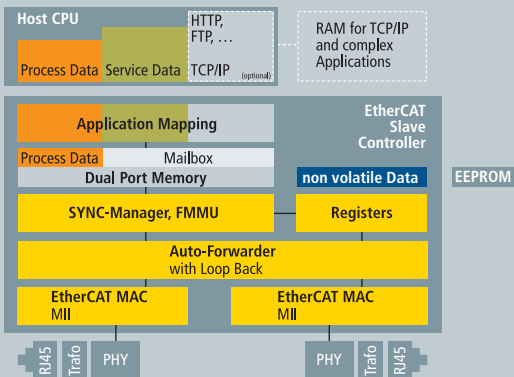 Host CPU
HTTP,
FTP, ...
Process Data
Service Data
TCP/IP
(optional)
RAM for TCP/IP
and complex
Applications
EtherCAT
Slave
Controller
Application Mapping
Process Data
Mailbox
Dual Port Memory
non volatile Data
EEPROM
SYNC-Manager, FMMU
Registers
Auto-Forwarder
with Loop Back
EtherCAT MAC
MII
EtherCAT MAC
MII
RJ45
Trafo
PHY
PHY
Trafo
RJ45